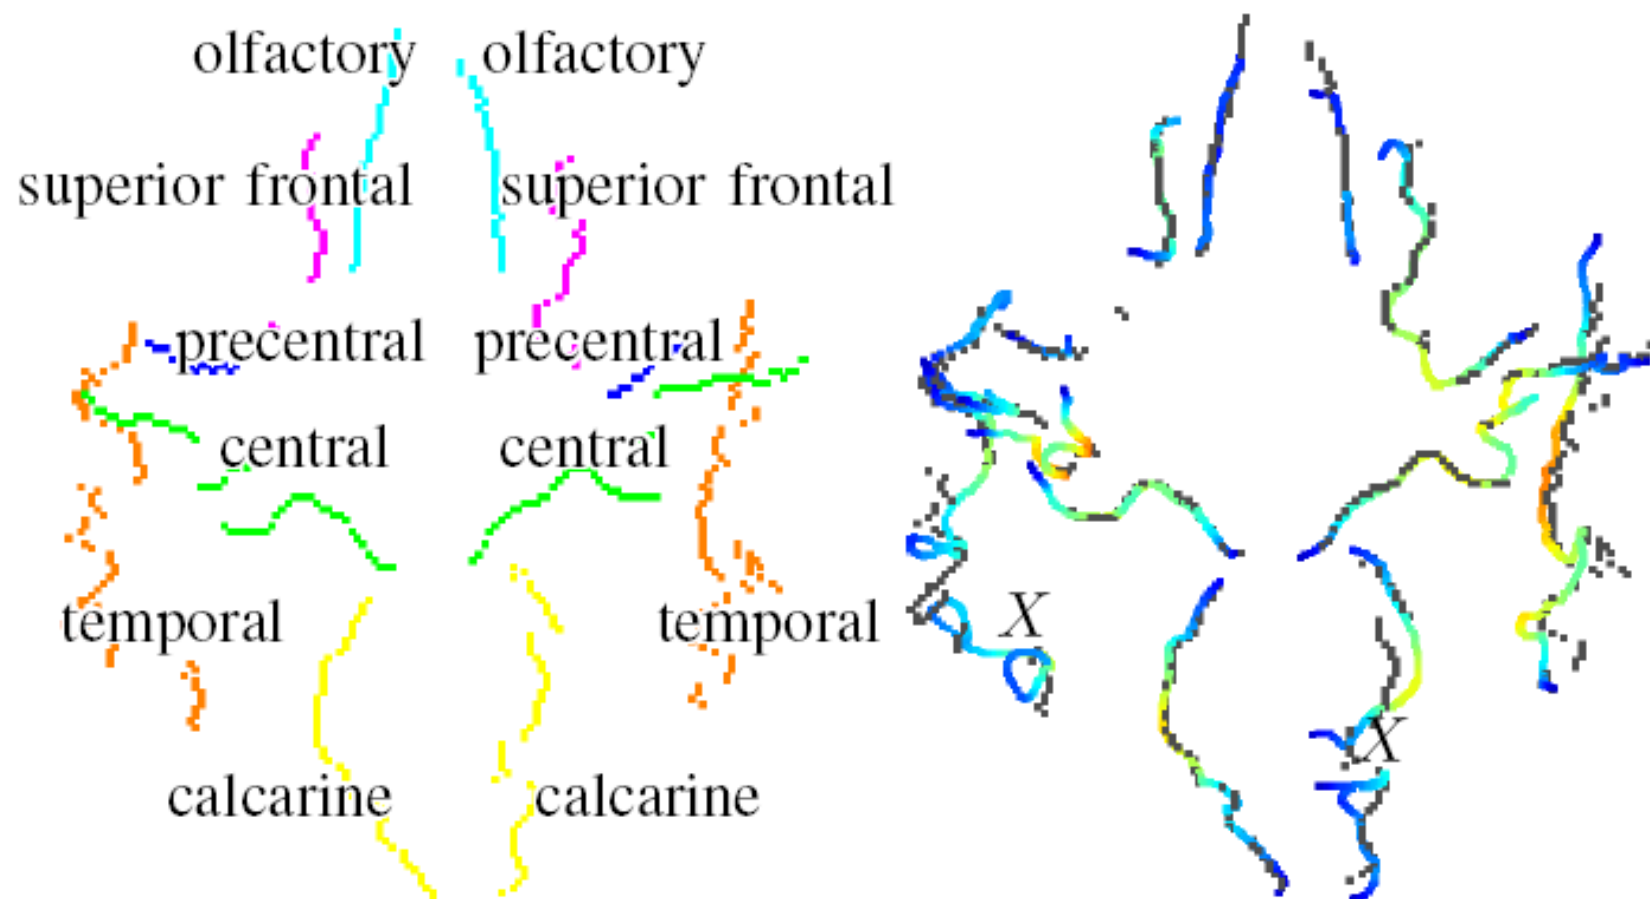 olfactory olfactory
superior frontal superior frontal
precentral precentral
central central
temporal temporal X
X
calcarine calcarine